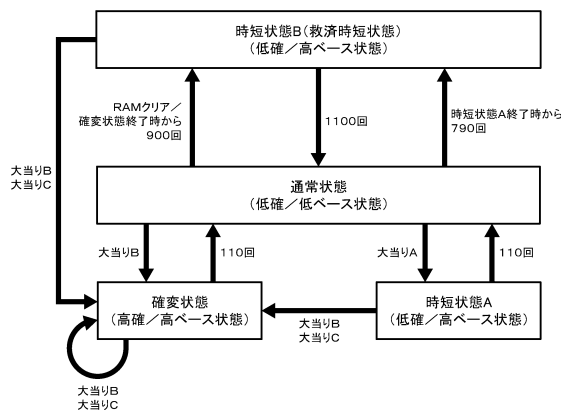 時短状態B（救済時短状態）
（低確／高ベース状態）
RAMクリア／
確変状態終了時から
900回
1100回
時短状態A終了時から
790回
大当りB
大当りC
通常状態
（低確／低ベース状態）
大当りB
110回
大当りA
110回
確変状態
（高確／高ベース状態）
時短状態A
（低確／高ベース状態）
大当りB
大当りC
大当りB
大当りC